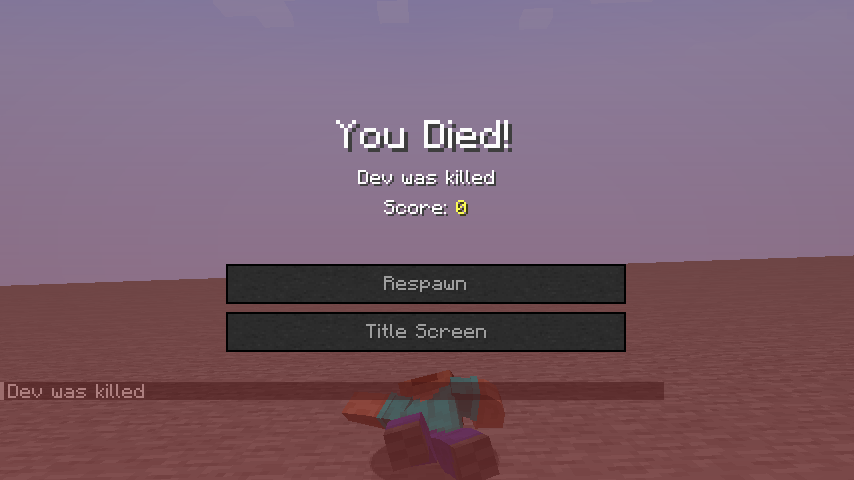 You Died!
Dev was killed
Score: 0
Respawn
Title Screen
Dev was killed